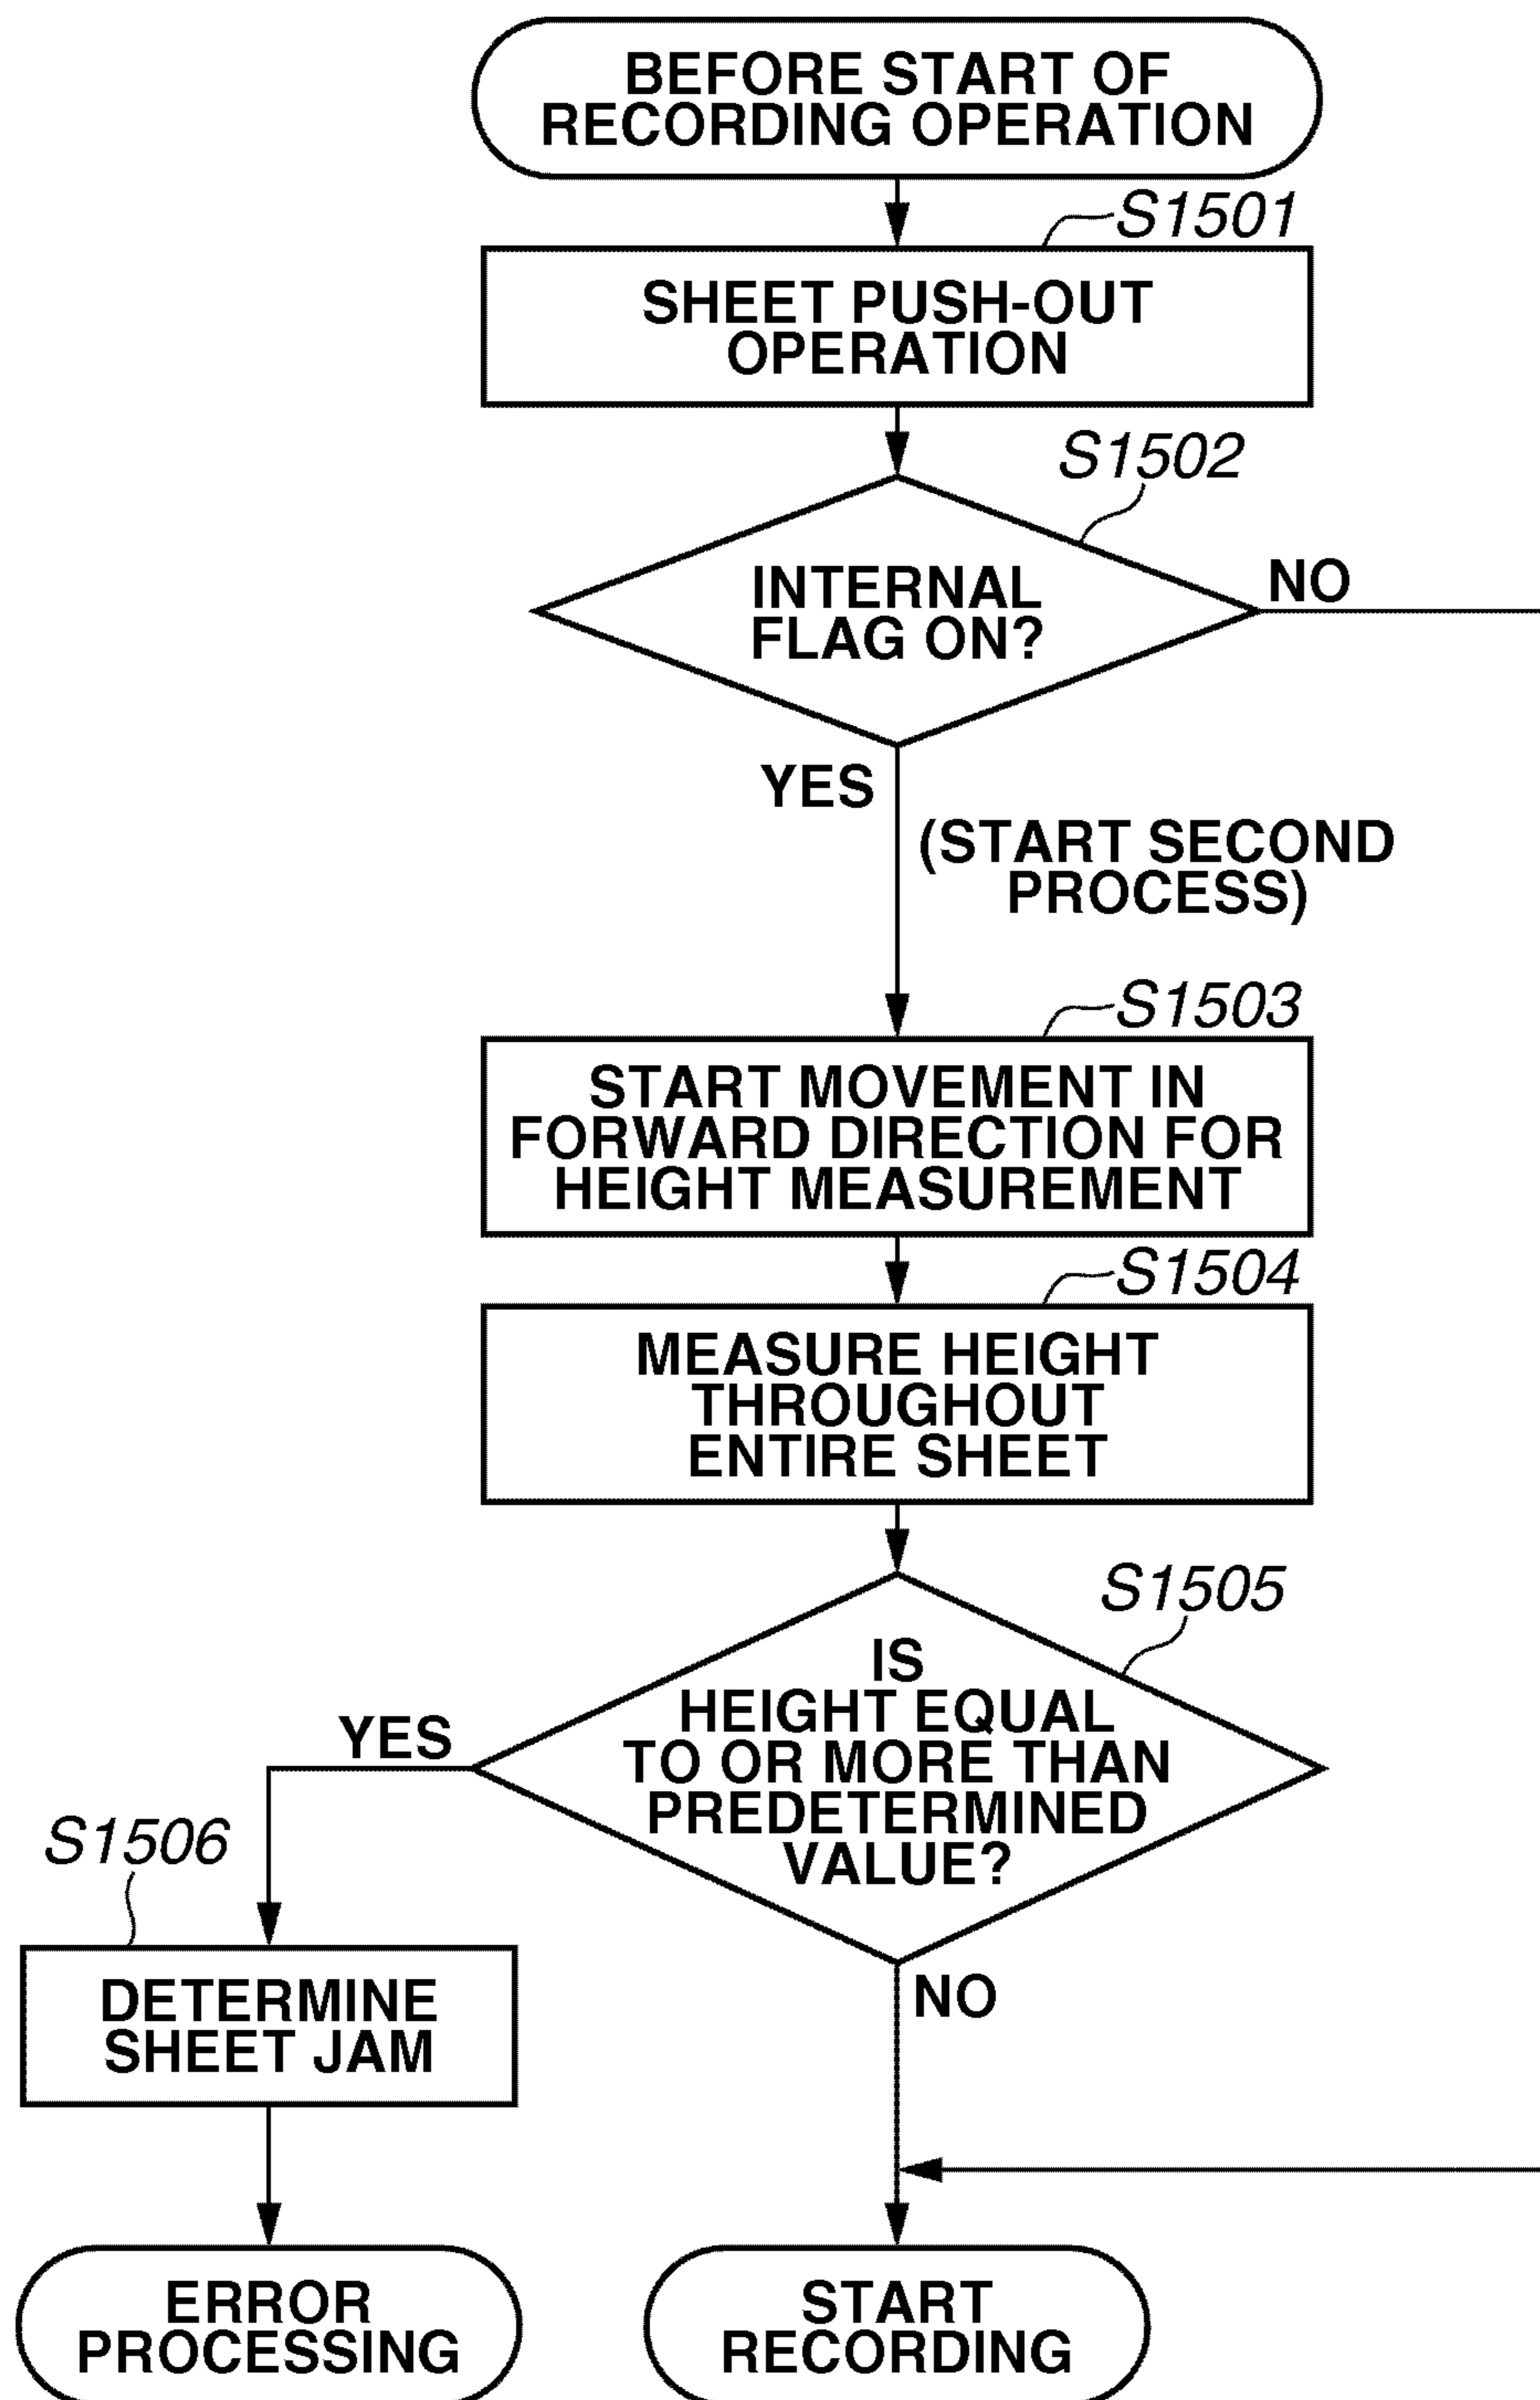 BEFORE START OF
RECORDING OPERATION
S1501
SHEET PUSH-OUT
OPERATION
S1502
INTERNAL
FLAG ON?
NO
YES
(START SECOND
PROCESS)
S1503
START MOVEMENT IN
FORWARD DIRECTION FOR
HEIGHT MEASUREMENT
S1504
MEASURE HEIGHT
THROUGHOUT
ENTIRE SHEET
S1505
IS
HEIGHT EQUAL
TO OR MORE THAN
PREDETERMINED
VALUE?
YES
S1506
DETERMINE
SHEET JAM
NO
ERROR
PROCESSING
START
RECORDING